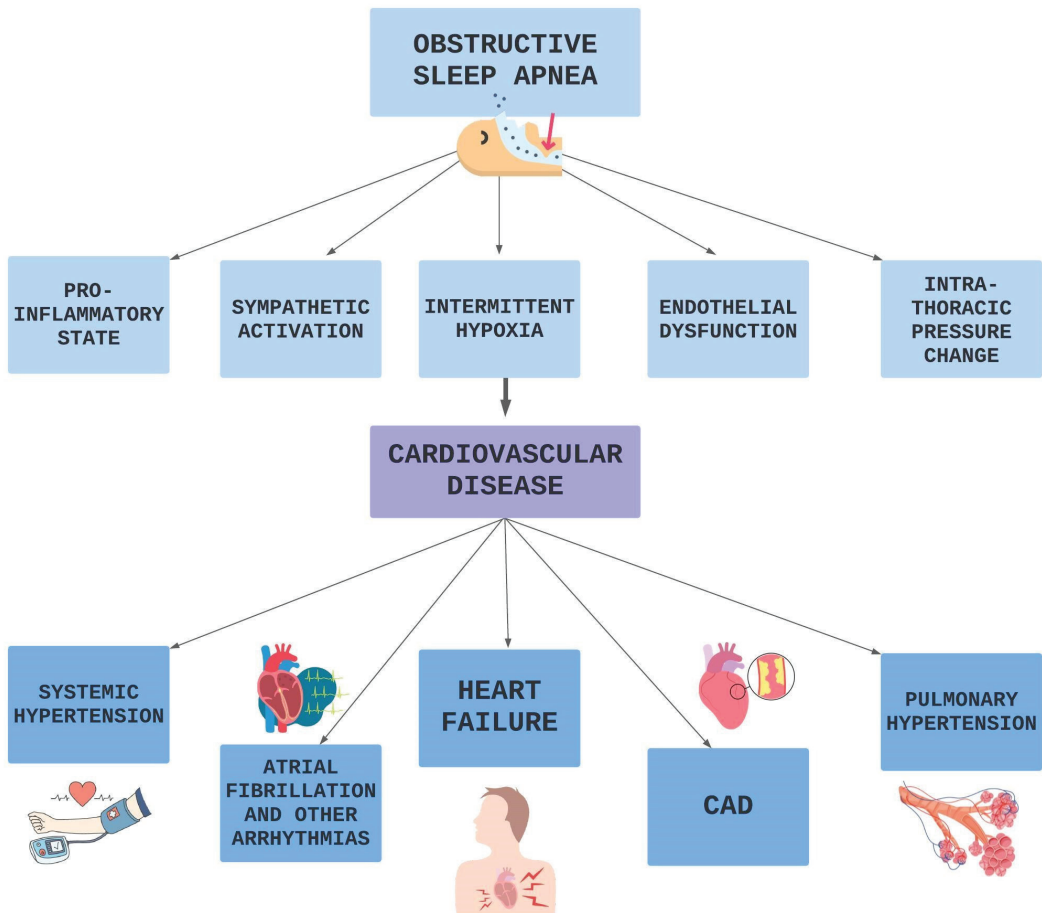 OBSTRUCTIVE
SLEEP APNEA
PRO-
INFLAMMATORY
STATE
SYMPATHETIC
ACTIVATION
INTERMITTENT
HYPOXIA
ENDOTHELIAL
DYSFUNCTION
INTRA-
THORACIC
PRESSURE
CHANGE
CARDIOVASCULAR
DISEASE
SYSTEMIC
HYPERTENSION
ATRIAL
FIBRILLATION
AND OTHER
ARRHYTHMIAS
HEART
FAILURE
CAD
PULMONARY
HYPERTENSION